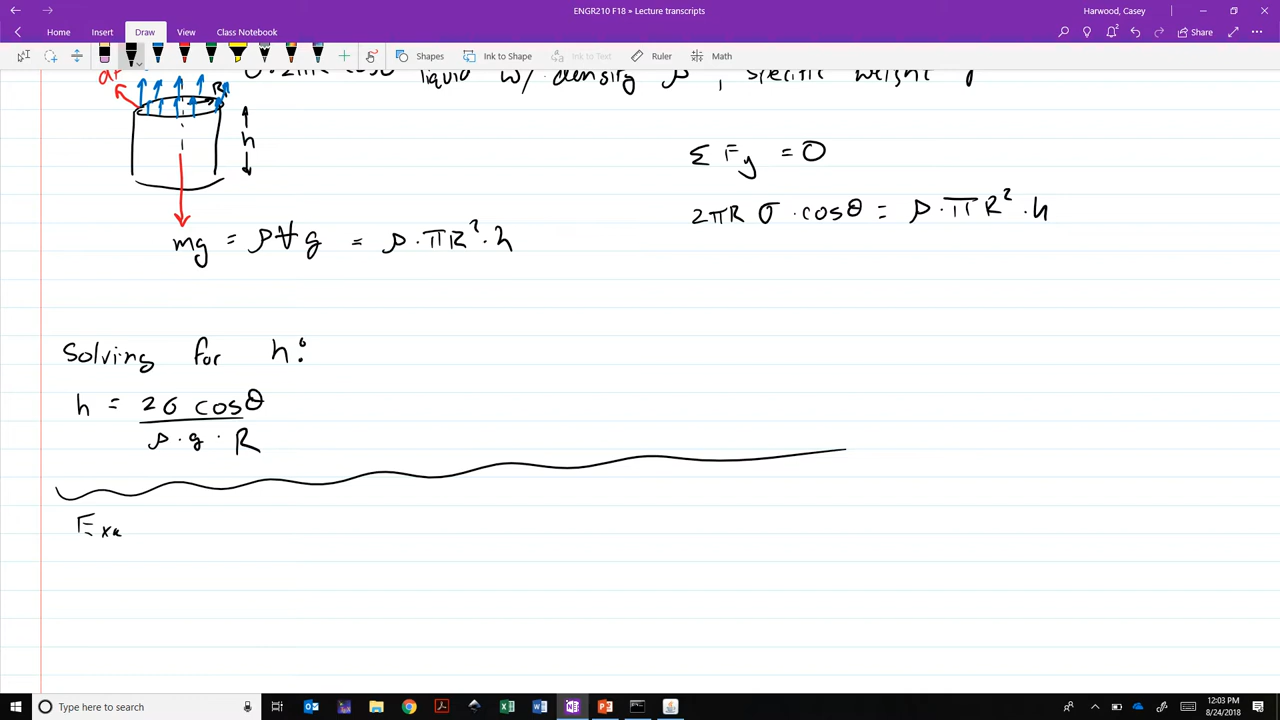 ENGR210 F18 » Lecture transcripts
Harwood, Casey
Home Insert Draw View Class Notebook
Share
Shapes Ink to Shape Ink to Text Ruler Math
liquid w/ density ρ , specific weight γ
R
h
Σ Fy = 0
2πR σ · cosθ = ρ · πR² · h
mg = ρ∀g = ρ · πR² · h
Solving for h:
h = 2σ cosθ
ρ · g · R
Exa
Type here to search
12:03 PM
8/24/2018